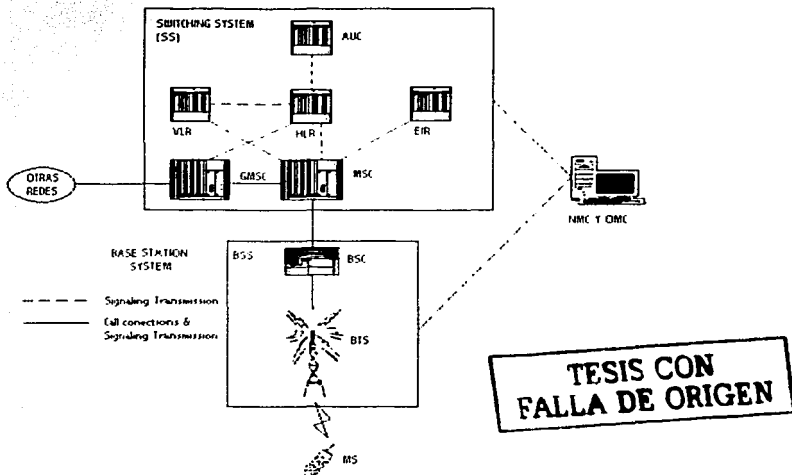 SWITCHING SYSTEM
(SS)
AUC
VLR
HLR
EIR
OTRAS
REDES
GMSC
MSC
NMC Y OMC
BASE STATION
SYSTEM
BSS
BSC
Signaling Transmission
Call conections &
Signaling Transmission
BTS
MS
TESIS CON
FALLA DE ORIGEN